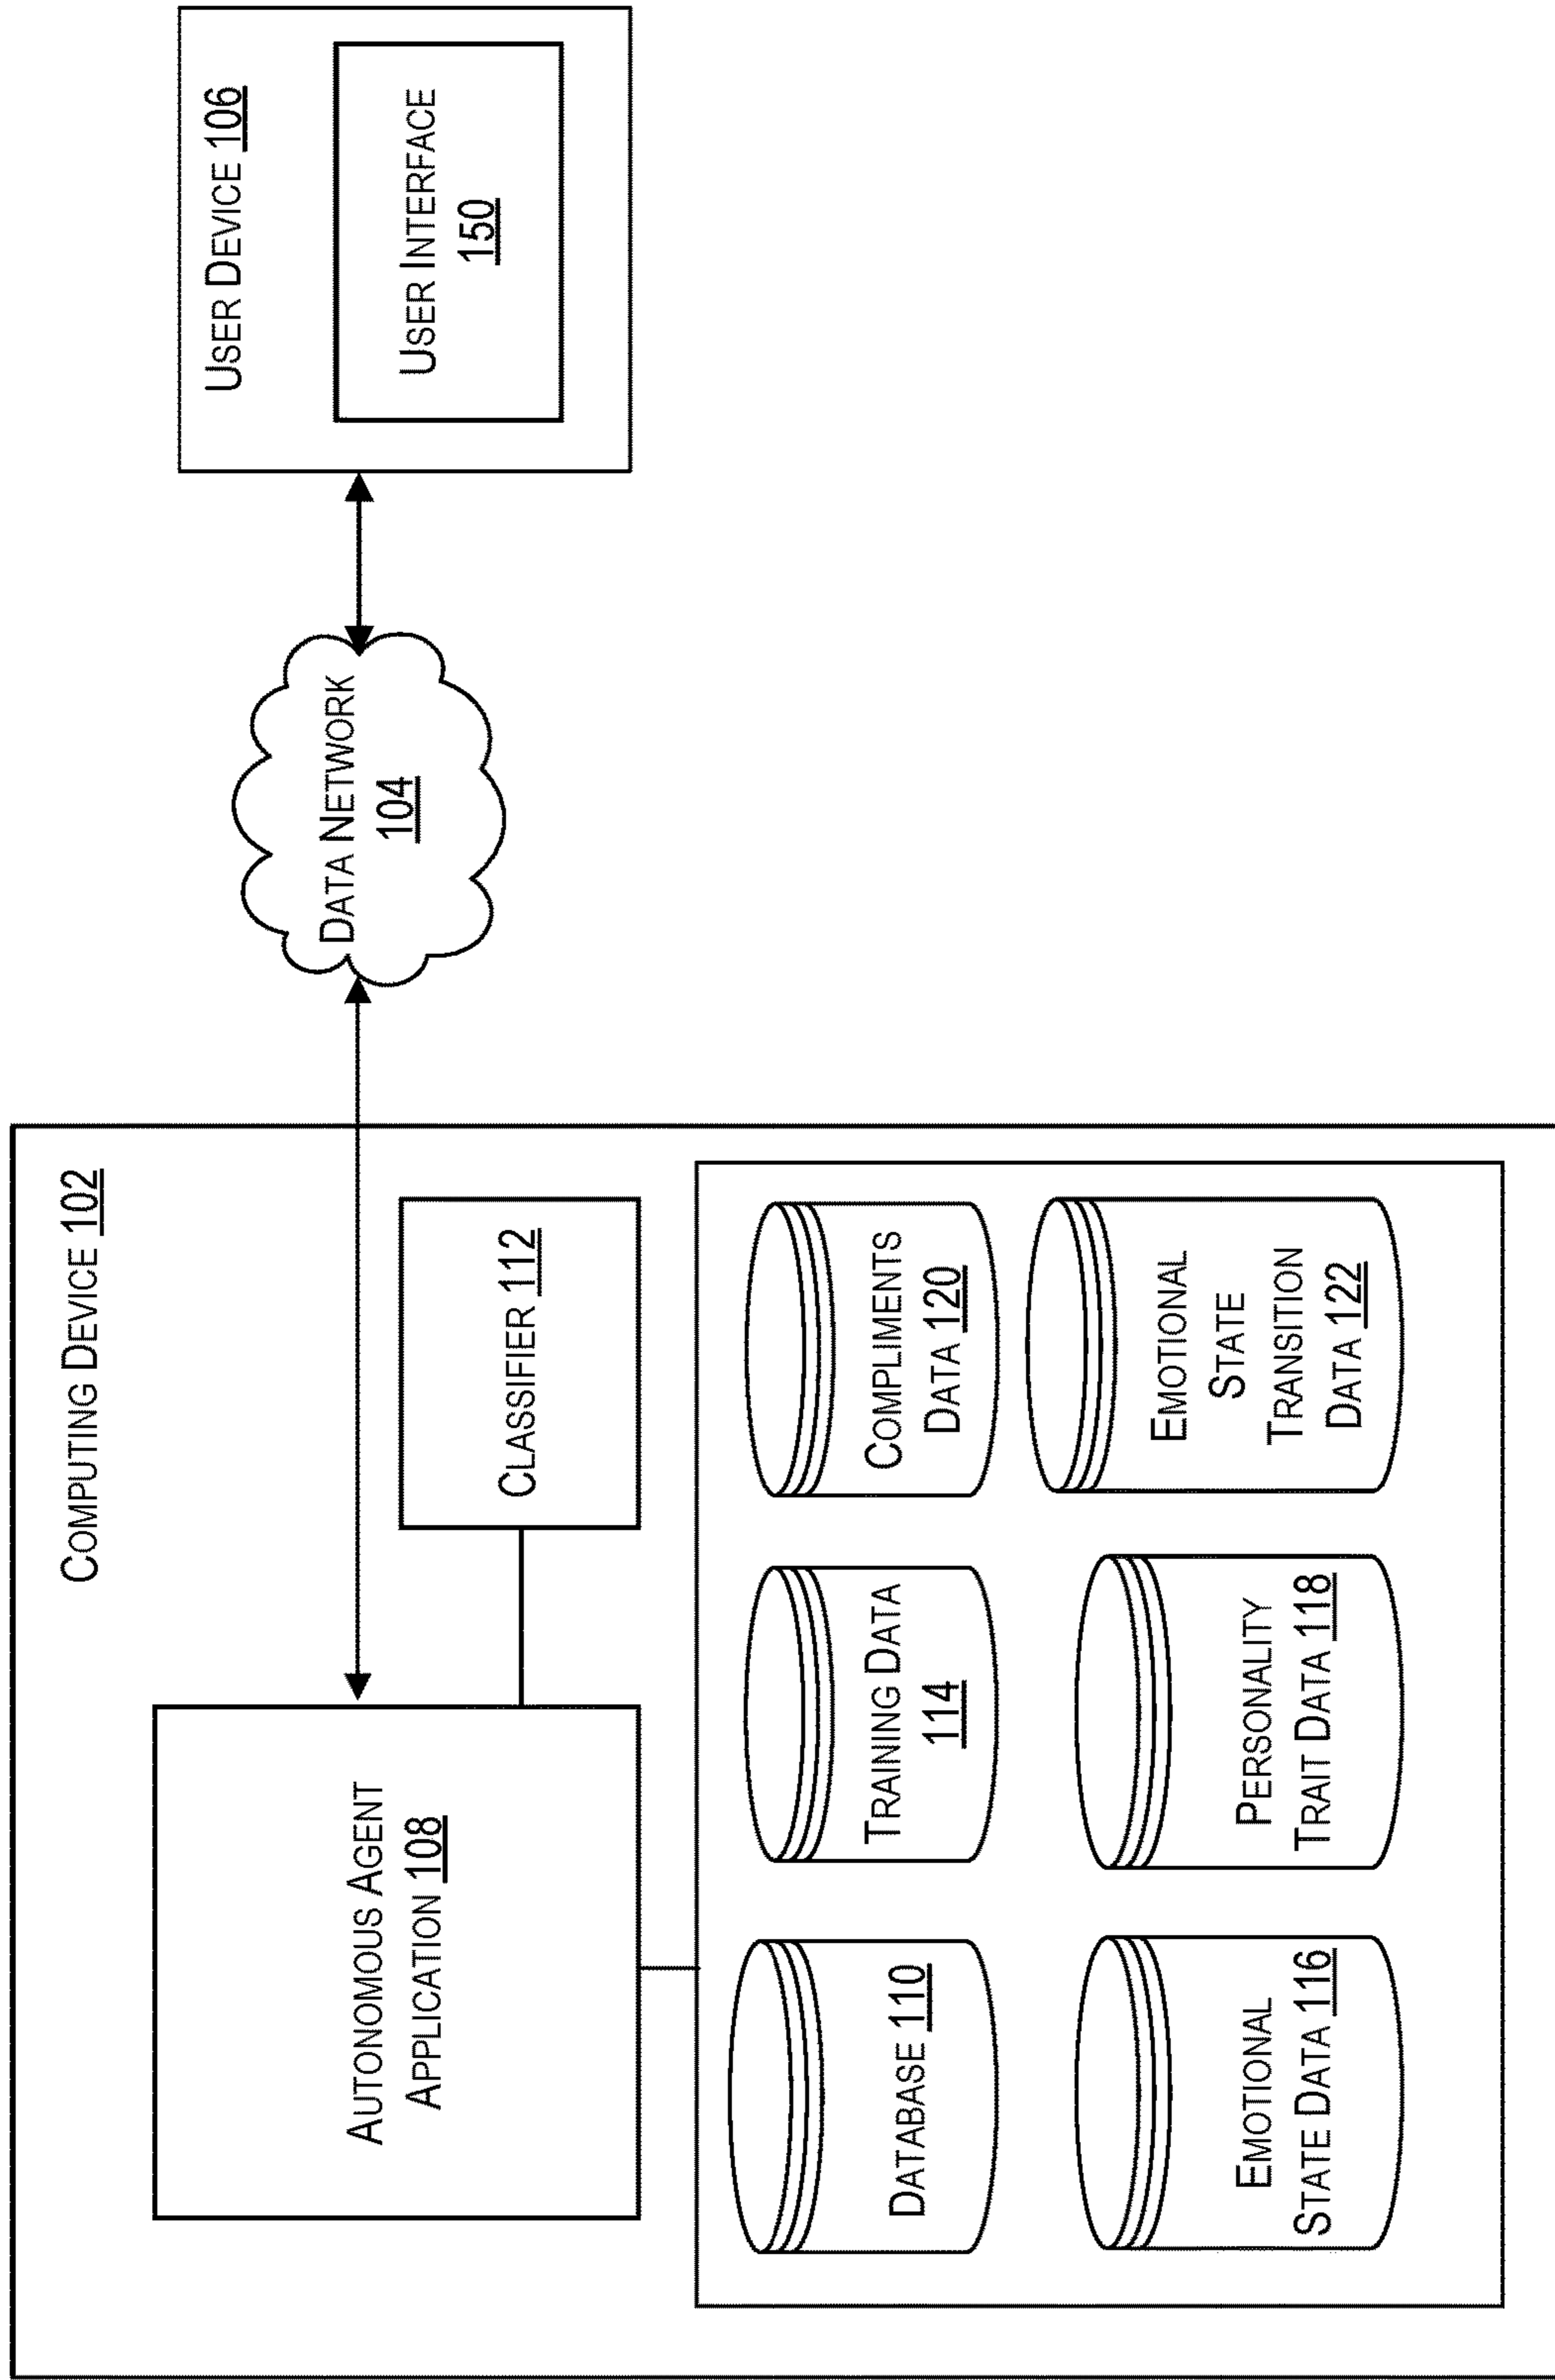 COMPUTING DEVICE 102
AUTONOMOUS AGENT
APPLICATION 108
CLASSIFIER 112
DATABASE 110
TRAINING DATA
114
COMPLIMENTS
DATA 120
EMOTIONAL
STATE DATA 116
PERSONALITY
TRAIT DATA 118
EMOTIONAL
STATE
TRANSITION
DATA 122
DATA NETWORK
104
USER DEVICE 106
USER INTERFACE
150